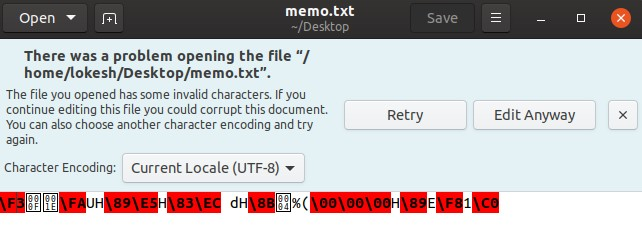 Open memo.txt Save
~/Desktop
There was a problem opening the file “/
home/lokesh/Desktop/memo.txt”.
The file you opened has some invalid characters. If you
continue editing this file you could corrupt this document.
You can also choose another character encoding and try
again.
Retry Edit Anyway
Character Encoding: Current Locale (UTF-8)
\F3 000F 001E \FAUH\89\E5H\83\EC dH\8B 0004 %(\00\00\00H\89E\F81\C0